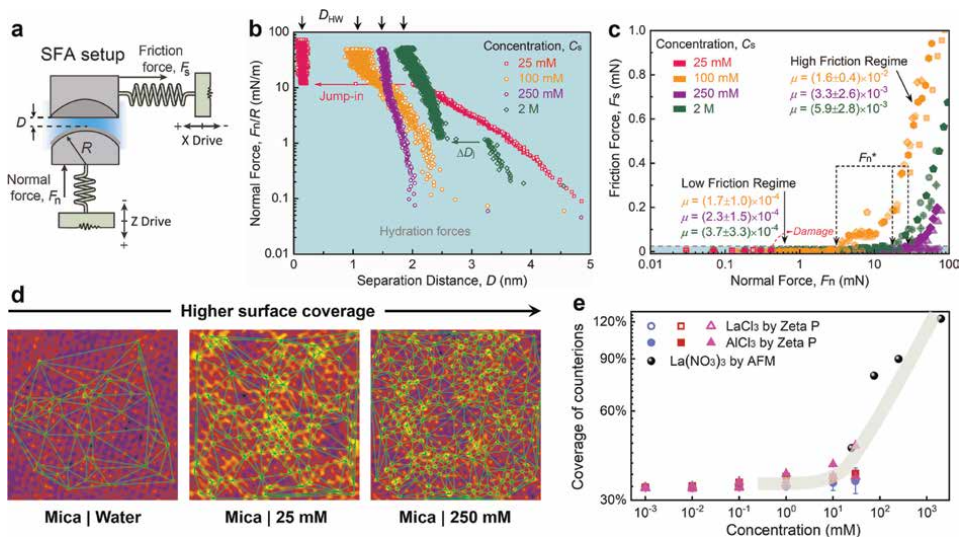 a
SFA setup
Friction
force, Fs
D
R
Normal
force, Fn
X Drive
Z Drive
b
DHW
Normal Force, Fn/R (mN/m)
100
10
1
0.1
0.01
Concentration, Cs
25 mM
100 mM
250 mM
2 M
Jump-in
ΔDj
Hydration forces
0
1
2
3
4
5
Separation Distance, D (nm)
c
Friction Force, Fs (mN)
1
0.8
0.6
0.4
0.2
0
Concentration, Cs
25 mM
100 mM
250 mM
2 M
High Friction Regime
μ = (1.6±0.4)×10⁻²
μ = (3.3±2.6)×10⁻³
μ = (5.9±2.8)×10⁻³
Fn*
Low Friction Regime
μ = (1.7±1.0)×10⁻⁴
μ = (2.3±1.5)×10⁻⁴
μ = (3.7±3.3)×10⁻⁴
Damage
0.01
0.1
1
10
100
Normal Force, Fn (mN)
d
Higher surface coverage
Mica | Water
Mica | 25 mM
Mica | 250 mM
e
Coverage of counterions
120%
90%
60%
30%
LaCl₃ by Zeta P
AlCl₃ by Zeta P
La(NO₃)₃ by AFM
10⁻³ 10⁻² 10⁻¹ 10⁰ 10¹ 10² 10³
Concentration (mM)